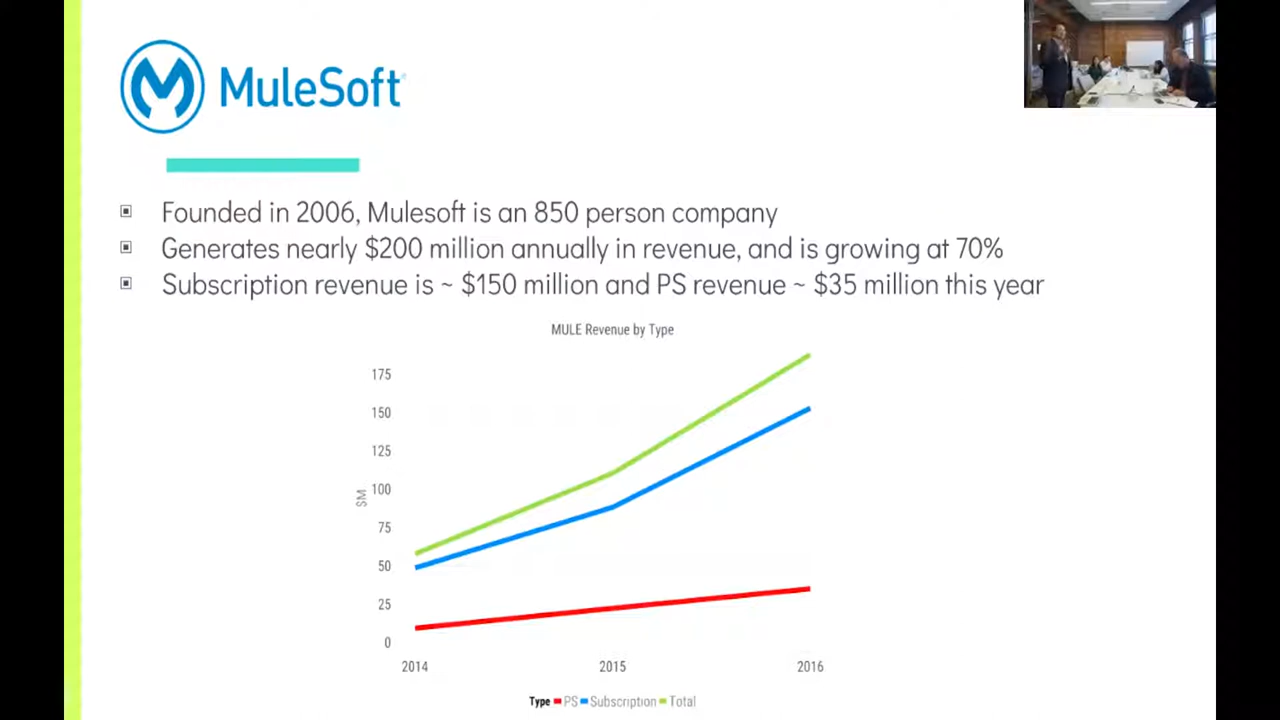 MuleSoft
Founded in 2006, Mulesoft is an 850 person company
Generates nearly $200 million annually in revenue, and is growing at 70%
Subscription revenue is ~ $150 million and PS revenue ~ $35 million this year
MULE Revenue by Type
175
150
125
100
75
50
25
0
$M
2014 2015 2016
Type PS Subscription Total